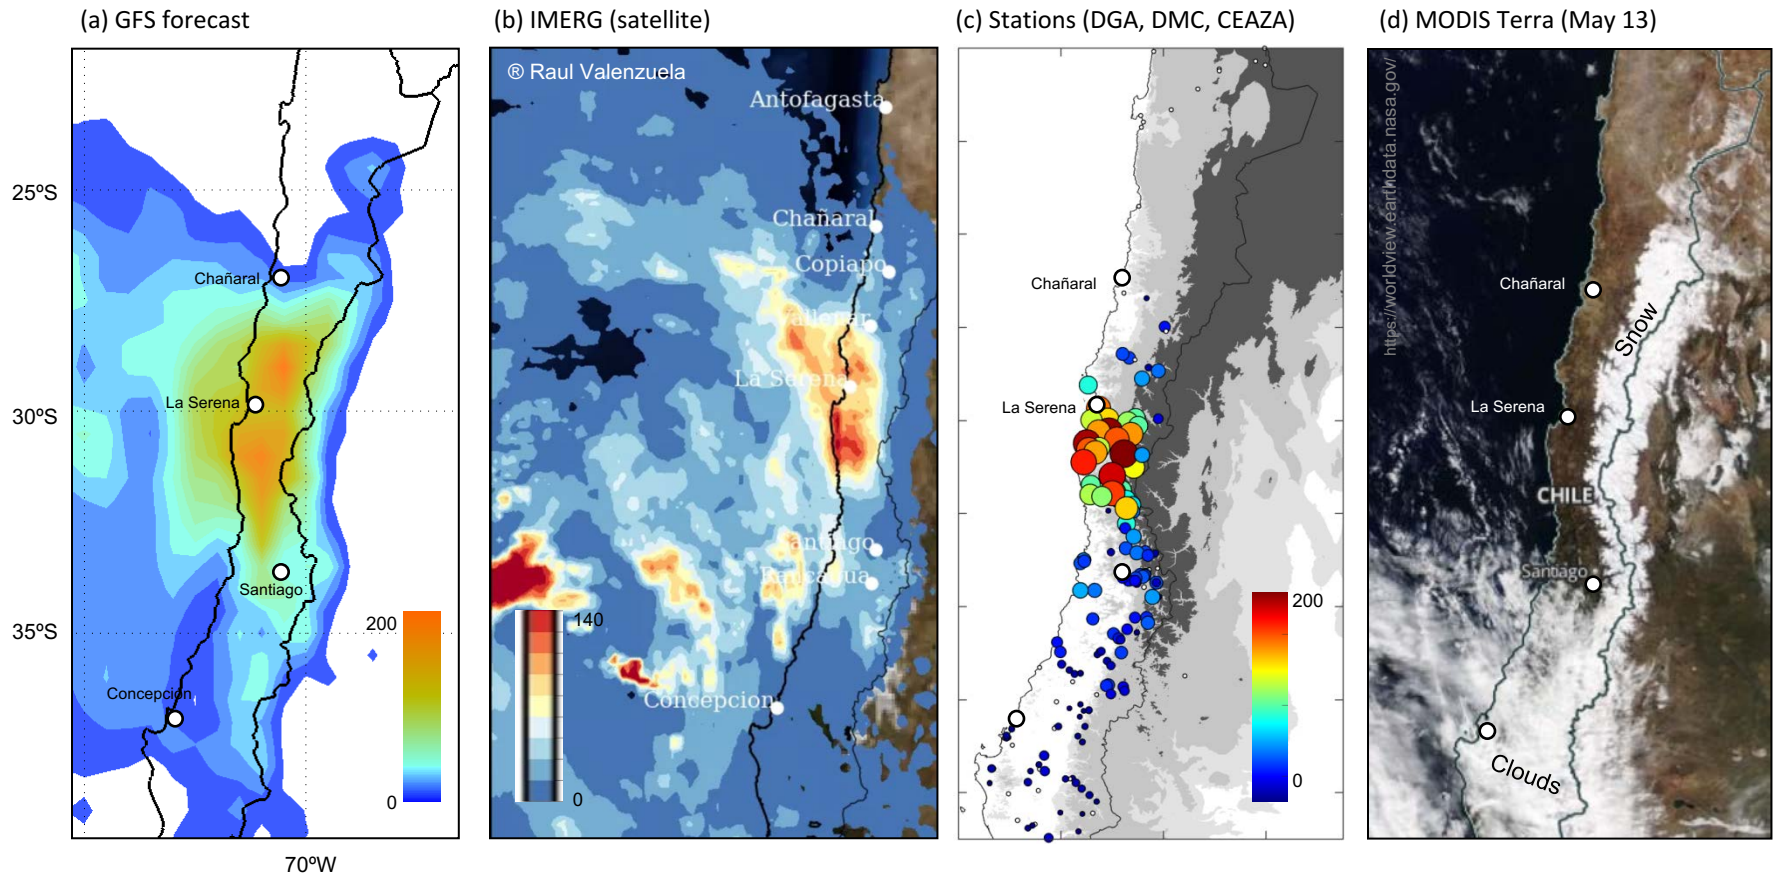 (a) GFS forecast
(b) IMERG (satellite)
(c) Stations (DGA, DMC, CEAZA)
(d) MODIS Terra (May 13)
25ºS
30ºS
35ºS
70ºW
Chañaral
La Serena
Santiago
Concepción
200
0
® Raul Valenzuela
Antofagasta
Chañaral
Copiapo
La Serena
Rancagua
Concepcion
140
0
Chañaral
La Serena
200
0
https://worldview.earthdata.nasa.gov/
Chañaral
Snow
La Serena
CHILE
Santiago
Clouds